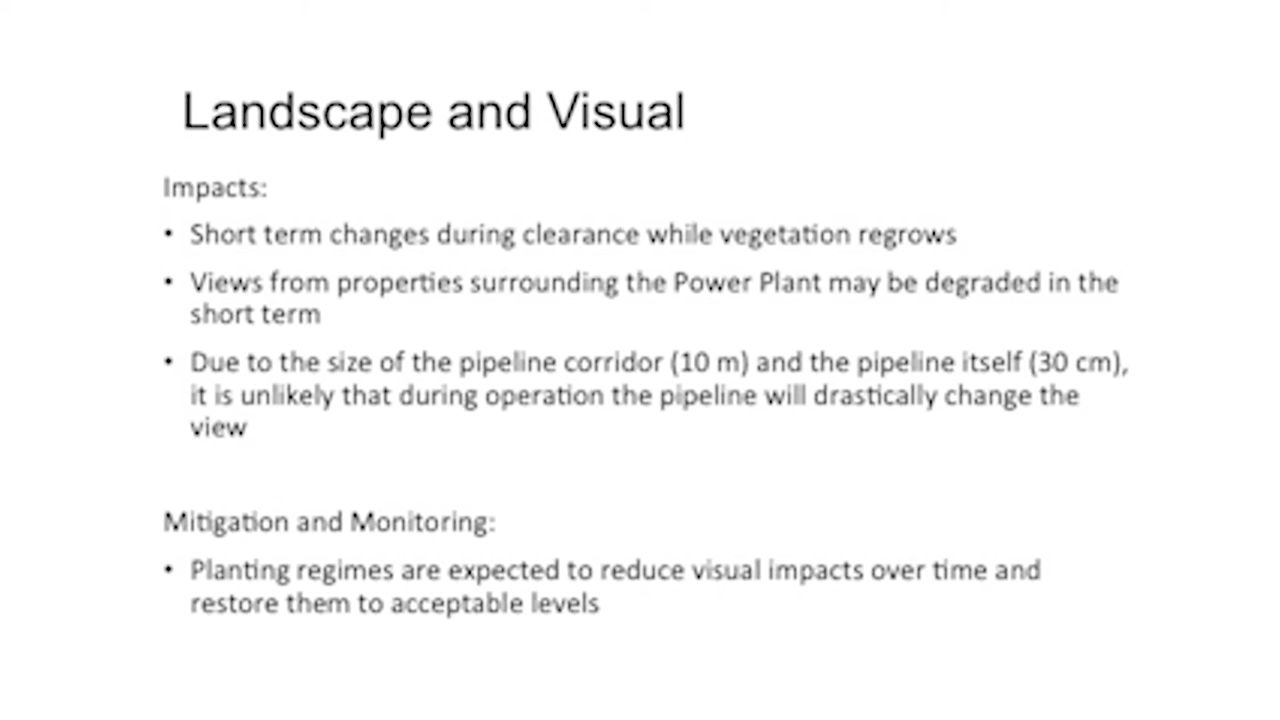 Landscape and Visual
Impacts:
• Short term changes during clearance while vegetation regrows
• Views from properties surrounding the Power Plant may be degraded in the
short term
• Due to the size of the pipeline corridor (10 m) and the pipeline itself (30 cm),
it is unlikely that during operation the pipeline will drastically change the
view
Mitigation and Monitoring:
• Planting regimes are expected to reduce visual impacts over time and
restore them to acceptable levels